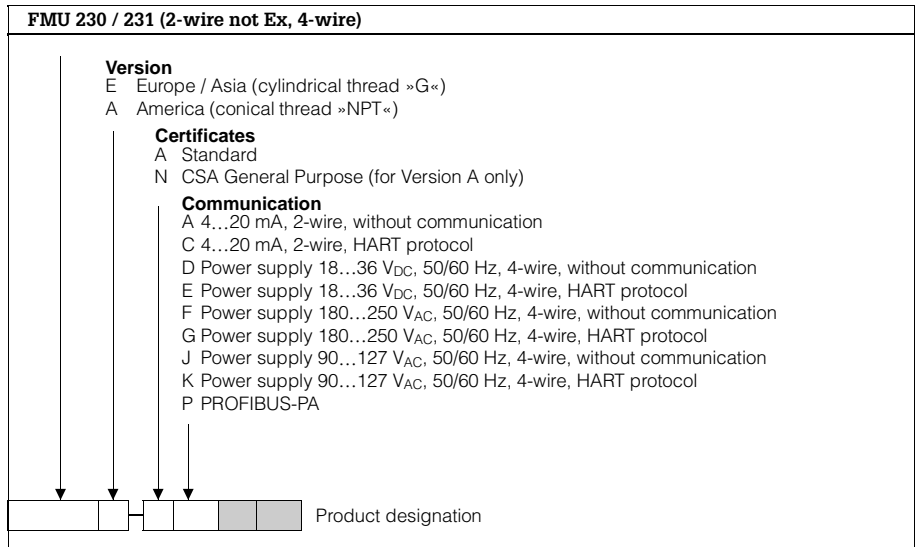 FMU 230 / 231 (2-wire not Ex, 4-wire)
Version
E Europe / Asia (cylindrical thread »G«)
A America (conical thread »NPT«)
Certificates
A Standard
N CSA General Purpose (for Version A only)
Communication
A 4…20 mA, 2-wire, without communication
C 4…20 mA, 2-wire, HART protocol
D Power supply 18…36 VDC, 50/60 Hz, 4-wire, without communication
E Power supply 18…36 VDC, 50/60 Hz, 4-wire, HART protocol
F Power supply 180…250 VAC, 50/60 Hz, 4-wire, without communication
G Power supply 180…250 VAC, 50/60 Hz, 4-wire, HART protocol
J Power supply 90…127 VAC, 50/60 Hz, 4-wire, without communication
K Power supply 90…127 VAC, 50/60 Hz, 4-wire, HART protocol
P PROFIBUS-PA
Product designation